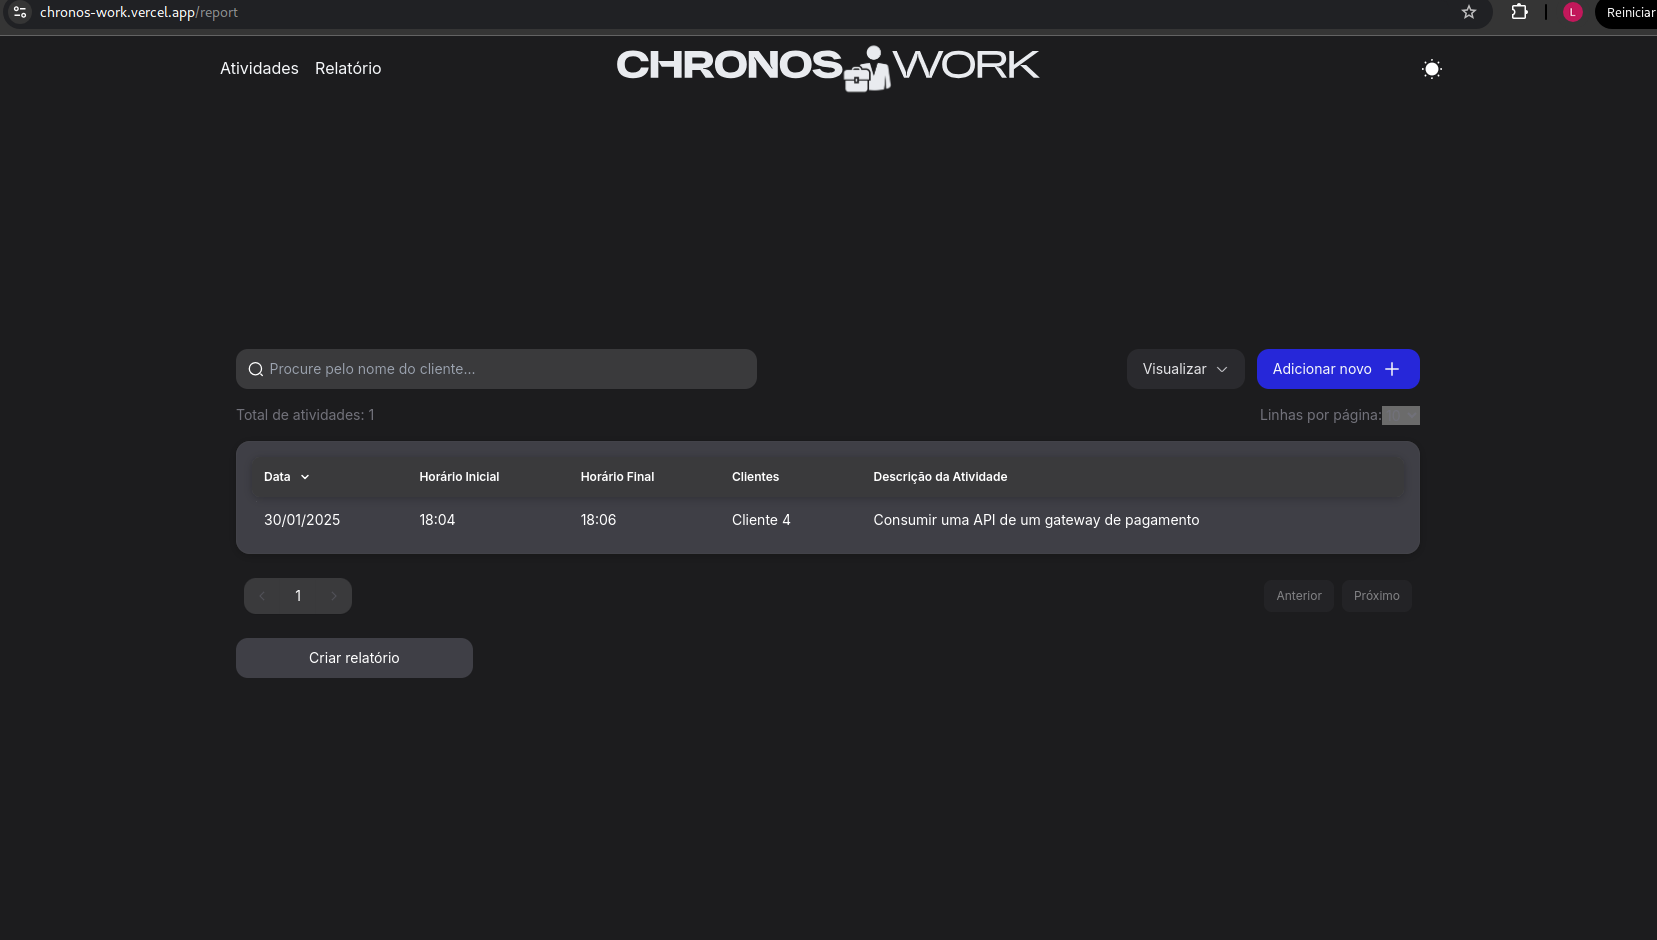 chronos-work.vercel.app/report
L
Reiniciar
Atividades Relatório
CHRONOS WORK
Procure pelo nome do cliente...
Visualizar
Adicionar novo
Total de atividades: 1
Linhas por página:
Data Horário Inicial Horário Final Clientes Descrição da Atividade
30/01/2025 18:04 18:06 Cliente 4 Consumir uma API de um gateway de pagamento
1
Anterior Próximo
Criar relatório